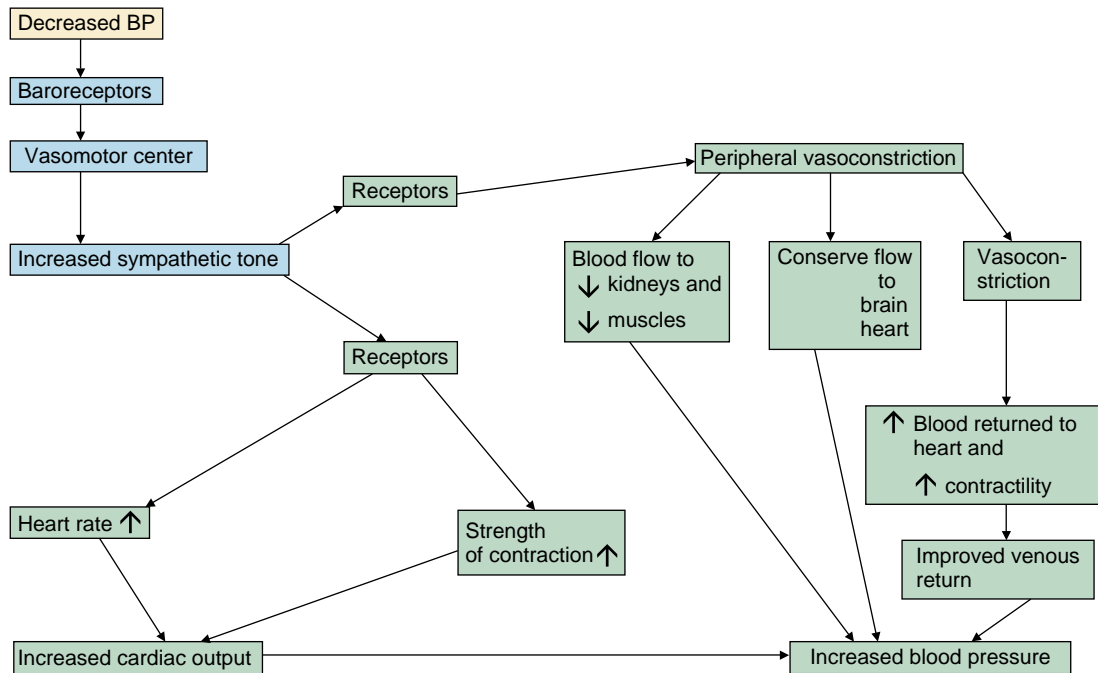 Decreased BP
Baroreceptors
Vasomotor center
Increased sympathetic tone
Receptors
Peripheral vasoconstriction
Blood flow to
↓ kidneys and
↓ muscles
Conserve flow
to
brain
heart
Vasocon-
striction
Receptors
↑ Blood returned to
heart and
↑ contractility
Heart rate ↑
Strength
of contraction ↑
Improved venous
return
Increased cardiac output
Increased blood pressure